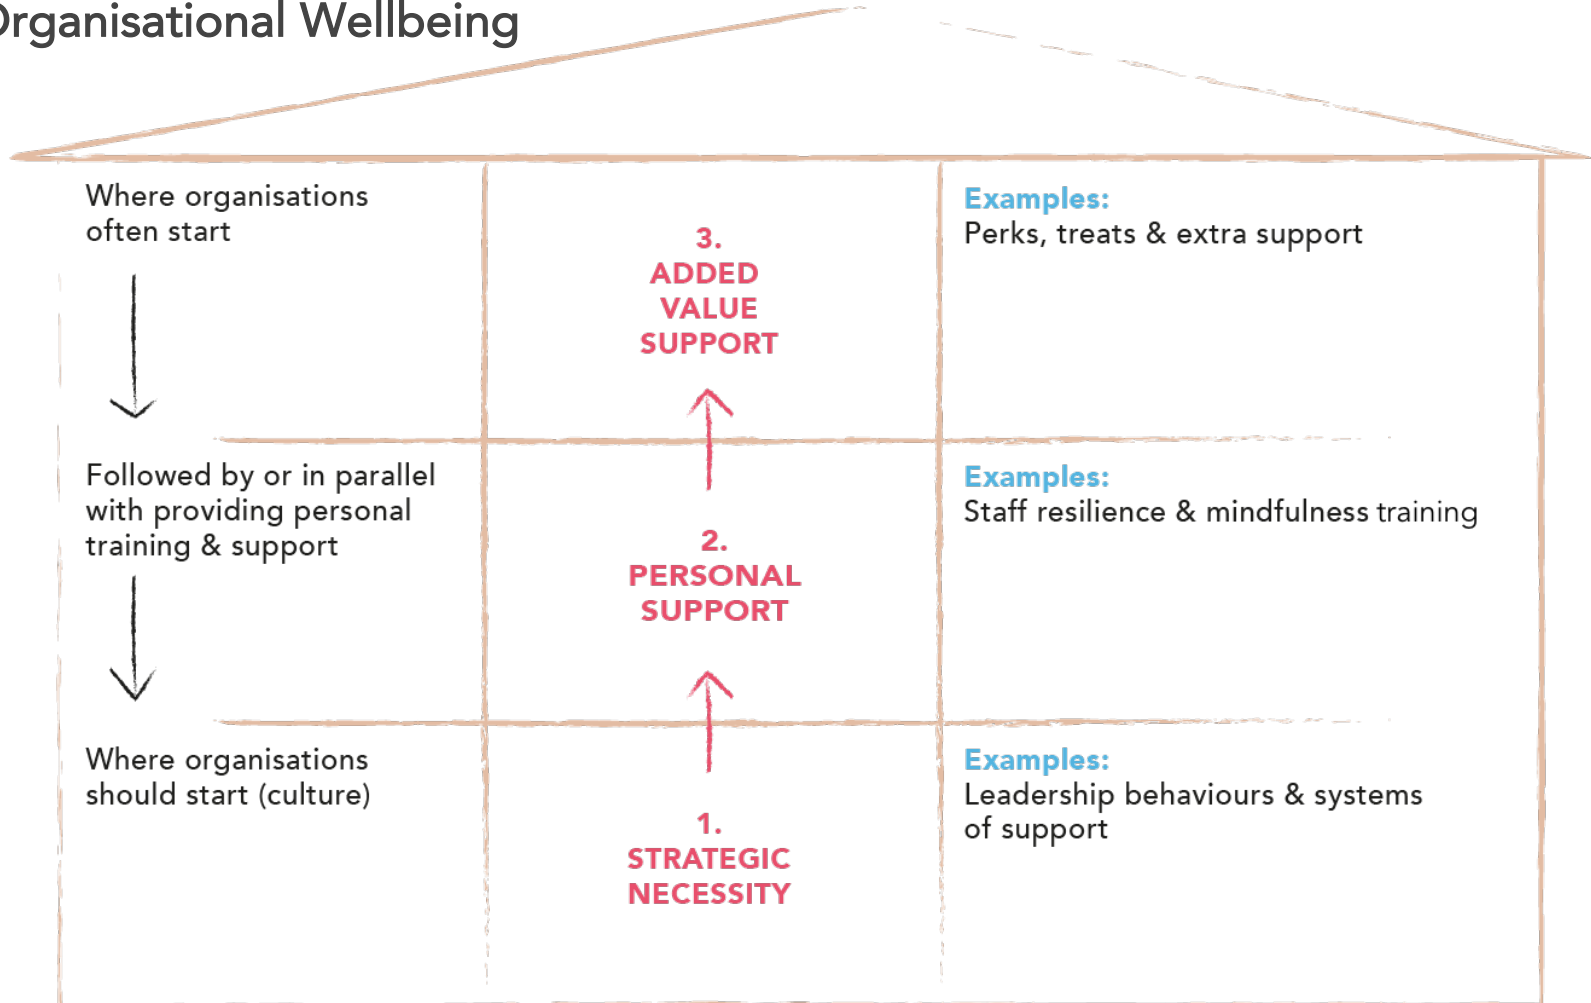 Organisational Wellbeing
Where organisations
often start
3.
ADDED
VALUE
SUPPORT
Examples:
Perks, treats & extra support
Followed by or in parallel
with providing personal
training & support
2.
PERSONAL
SUPPORT
Examples:
Staff resilience & mindfulness training
Where organisations
should start (culture)
1.
STRATEGIC
NECESSITY
Examples:
Leadership behaviours & systems
of support